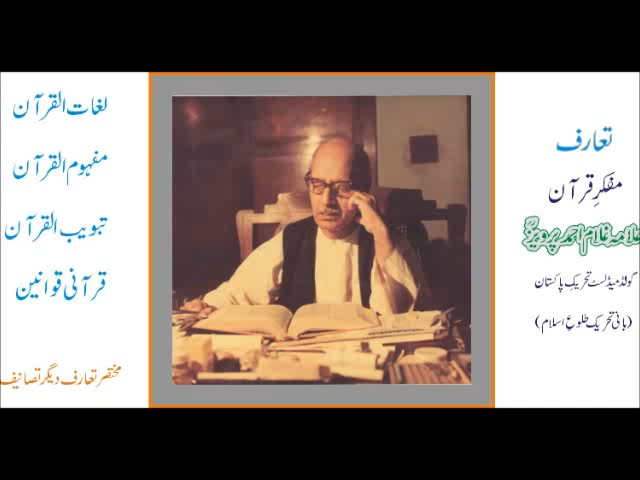 تعارف
مفکرِ قرآن
علامہ غلام احمد پرویزؒ
گولڈ میڈلسٹ تحریکِ پاکستان
(بانی تحریک طلوعِ اسلام)
لغات القرآن
مفہوم القرآن
تبویب القرآن
قرآنی قوانین
مختصر تعارف دیگر تصانیف